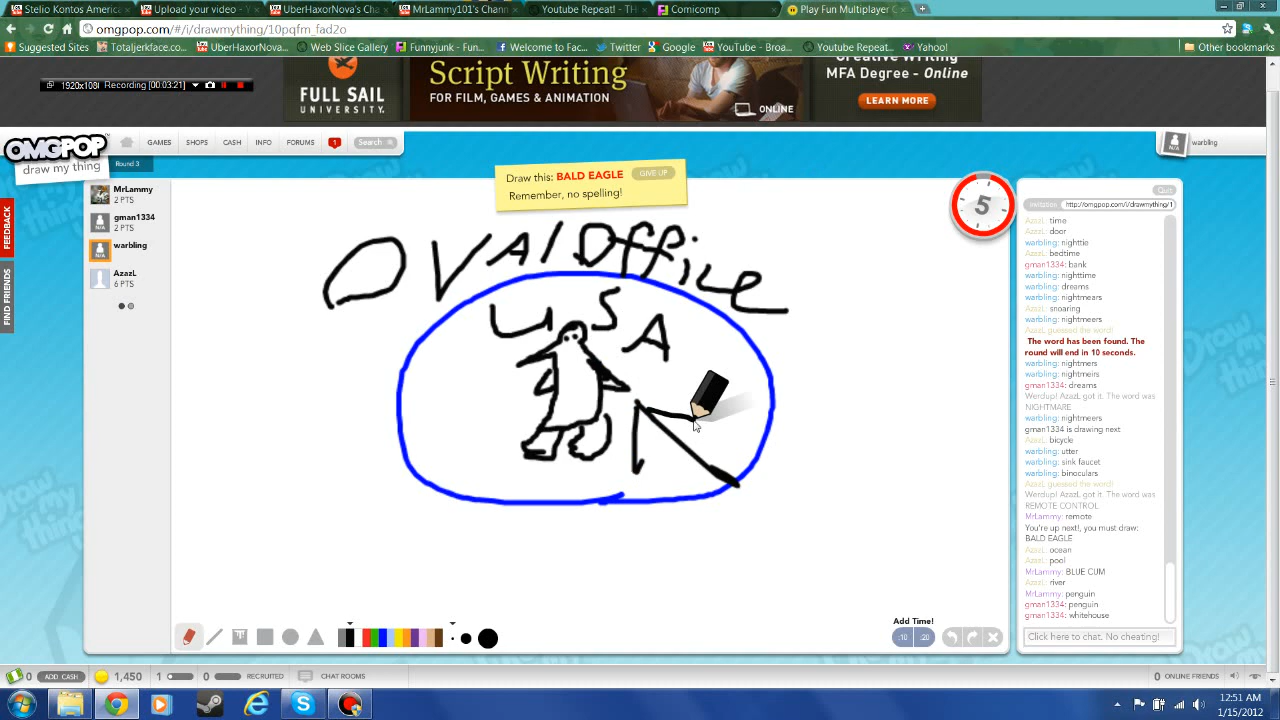 Stelio Kontos Amazi
Upload your video - Y
UberHaxorNova's Ch
MrLammy101's Chann
Youtube Repeat! - TH
Comicomp
Play Fun Multiplayer G
omgpop.com/#/i/drawmything/10pqfm_fad2o
Suggested Sites
Totaljerkface.com
UberHaxorNova...
Web Slice Gallery
Funnyjunk - Fun...
Welcome to Fac...
Twitter
Google
YouTube - Broa...
Youtube Repeat...
Yahoo!
Other bookmarks
1920x108(
Recording [00:03:21]
FULL SAIL
UNIVERSITY.
Script Writing
FOR FILM, GAMES & ANIMATION
ONLINE
Creative Writing
MFA Degree - Online
LEARN MORE
OMGPOP
draw my thing
GAMES
SHOPS
CASH
INFO
FORUMS
1
Search
N/A
warbling
Round 3
FEEDBACK
FIND FRIENDS
MrLammy
2 PTS
gman1334
2 PTS
N/A
warbling
N/A
AzazL
6 PTS
Draw this: BALD EAGLE
GIVE UP
Remember, no spelling!
5
OVAlOffice
USA
Quit
invitation
http://omgpop.com/i/drawmything/1
AzazL: time
AzazL: door
warbling: nighttie
AzazL: bedtime
gman1334: bank
warbling: nighttime
warbling: dreams
warbling: nightmears
AzazL: snoaring
warbling: nightmeers
AzazL guessed the word!
The word has been found. The
round will end in 10 seconds.
warbling: nightmers
warbling: nightmeirs
gman1334: dreams
Werdup! AzazL got it. The word was
NIGHTMARE
warbling: nightmeers
gman1334 is drawing next
AzazL: bicycle
warbling: utter
warbling: sink faucet
warbling: binoculars
AzazL guessed the word!
Werdup! AzazL got it. The word was
REMOTE CONTROL
MrLammy: remote
You're up next!, you must draw:
BALD EAGLE
AzazL: ocean
AzazL: pool
MrLammy: BLUE CUM
AzazL: river
MrLammy: penguin
gman1334: penguin
gman1334: whitehouse
Click here to chat. No cheating!
Add Time!
:10
:20
0
ADD CASH
1,450
1
0
RECRUITED
CHAT ROOMS
0 ONLINE FRIENDS
12:51 AM
1/15/2012